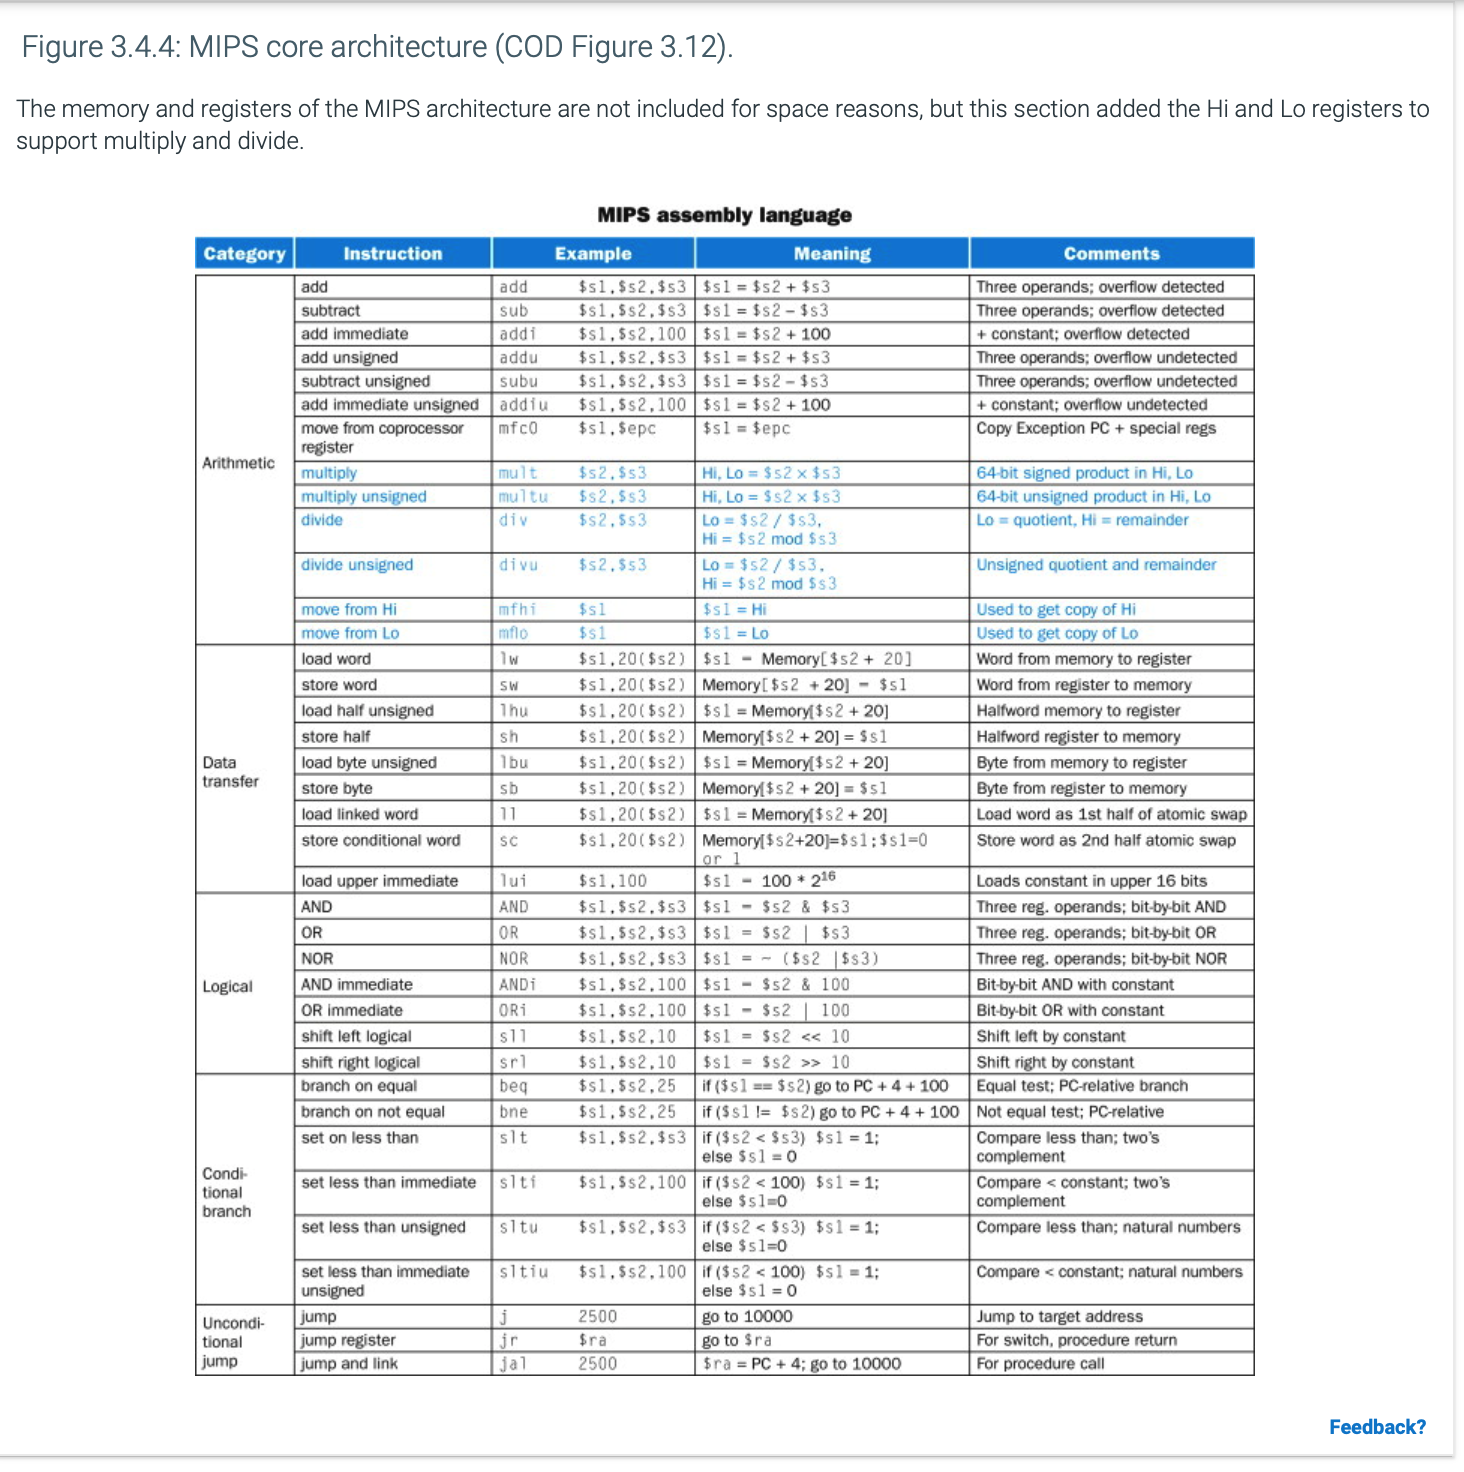 Figure 3.4.4: MIPS core architecture (COD Figure 3.12).
The memory and registers of the MIPS architecture are not included for space reasons, but this section added the Hi and Lo registers to
support multiply and divide.
MIPS assembly language
Category Instruction Example Meaning Comments
Arithmetic
add add $s1,$s2,$s3 $s1 = $s2 + $s3 Three operands; overflow detected
subtract sub $s1,$s2,$s3 $s1 = $s2 – $s3 Three operands; overflow detected
add immediate addi $s1,$s2,100 $s1 = $s2 + 100 + constant; overflow detected
add unsigned addu $s1,$s2,$s3 $s1 = $s2 + $s3 Three operands; overflow undetected
subtract unsigned subu $s1,$s2,$s3 $s1 = $s2 – $s3 Three operands; overflow undetected
add immediate unsigned addiu $s1,$s2,100 $s1 = $s2 + 100 + constant; overflow undetected
move from coprocessor mfc0 $s1,$epc $s1 = $epc Copy Exception PC + special regs
register
multiply mult $s2,$s3 Hi, Lo = $s2 × $s3 64-bit signed product in Hi, Lo
multiply unsigned multu $s2,$s3 Hi, Lo = $s2 × $s3 64-bit unsigned product in Hi, Lo
divide div $s2,$s3 Lo = $s2 / $s3, Lo = quotient, Hi = remainder
Hi = $s2 mod $s3
divide unsigned divu $s2,$s3 Lo = $s2 / $s3, Unsigned quotient and remainder
Hi = $s2 mod $s3
move from Hi mfhi $s1 $s1 = Hi Used to get copy of Hi
move from Lo mflo $s1 $s1 = Lo Used to get copy of Lo
Data
transfer
load word lw $s1,20($s2) $s1 = Memory[$s2 + 20] Word from memory to register
store word sw $s1,20($s2) Memory[$s2 + 20] = $s1 Word from register to memory
load half unsigned lhu $s1,20($s2) $s1 = Memory[$s2 + 20] Halfword memory to register
store half sh $s1,20($s2) Memory[$s2 + 20] = $s1 Halfword register to memory
load byte unsigned lbu $s1,20($s2) $s1 = Memory[$s2 + 20] Byte from memory to register
store byte sb $s1,20($s2) Memory[$s2 + 20] = $s1 Byte from register to memory
load linked word ll $s1,20($s2) $s1 = Memory[$s2 + 20] Load word as 1st half of atomic swap
store conditional word sc $s1,20($s2) Memory[$s2+20]=$s1;$s1=0 Store word as 2nd half atomic swap
or 1
load upper immediate lui $s1,100 $s1 = 100 * 2¹⁶ Loads constant in upper 16 bits
Logical
AND AND $s1,$s2,$s3 $s1 = $s2 & $s3 Three reg. operands; bit-by-bit AND
OR OR $s1,$s2,$s3 $s1 = $s2 | $s3 Three reg. operands; bit-by-bit OR
NOR NOR $s1,$s2,$s3 $s1 = ~ ($s2 |$s3) Three reg. operands; bit-by-bit NOR
AND immediate ANDi $s1,$s2,100 $s1 = $s2 & 100 Bit-by-bit AND with constant
OR immediate ORi $s1,$s2,100 $s1 = $s2 | 100 Bit-by-bit OR with constant
shift left logical sll $s1,$s2,10 $s1 = $s2 << 10 Shift left by constant
shift right logical srl $s1,$s2,10 $s1 = $s2 >> 10 Shift right by constant
Condi-
tional
branch
branch on equal beq $s1,$s2,25 if ($s1 == $s2) go to PC + 4 + 100 Equal test; PC-relative branch
branch on not equal bne $s1,$s2,25 if ($s1 != $s2) go to PC + 4 + 100 Not equal test; PC-relative
set on less than slt $s1,$s2,$s3 if ($s2 < $s3) $s1 = 1; Compare less than; two's
else $s1 = 0 complement
set less than immediate slti $s1,$s2,100 if ($s2 < 100) $s1 = 1; Compare < constant; two's
else $s1=0 complement
set less than unsigned sltu $s1,$s2,$s3 if ($s2 < $s3) $s1 = 1; Compare less than; natural numbers
else $s1=0
set less than immediate sltiu $s1,$s2,100 if ($s2 < 100) $s1 = 1; Compare < constant; natural numbers
unsigned else $s1 = 0
Uncondi-
tional
jump
jump j 2500 go to 10000 Jump to target address
jump register jr $ra go to $ra For switch, procedure return
jump and link jal 2500 $ra = PC + 4; go to 10000 For procedure call
Feedback?